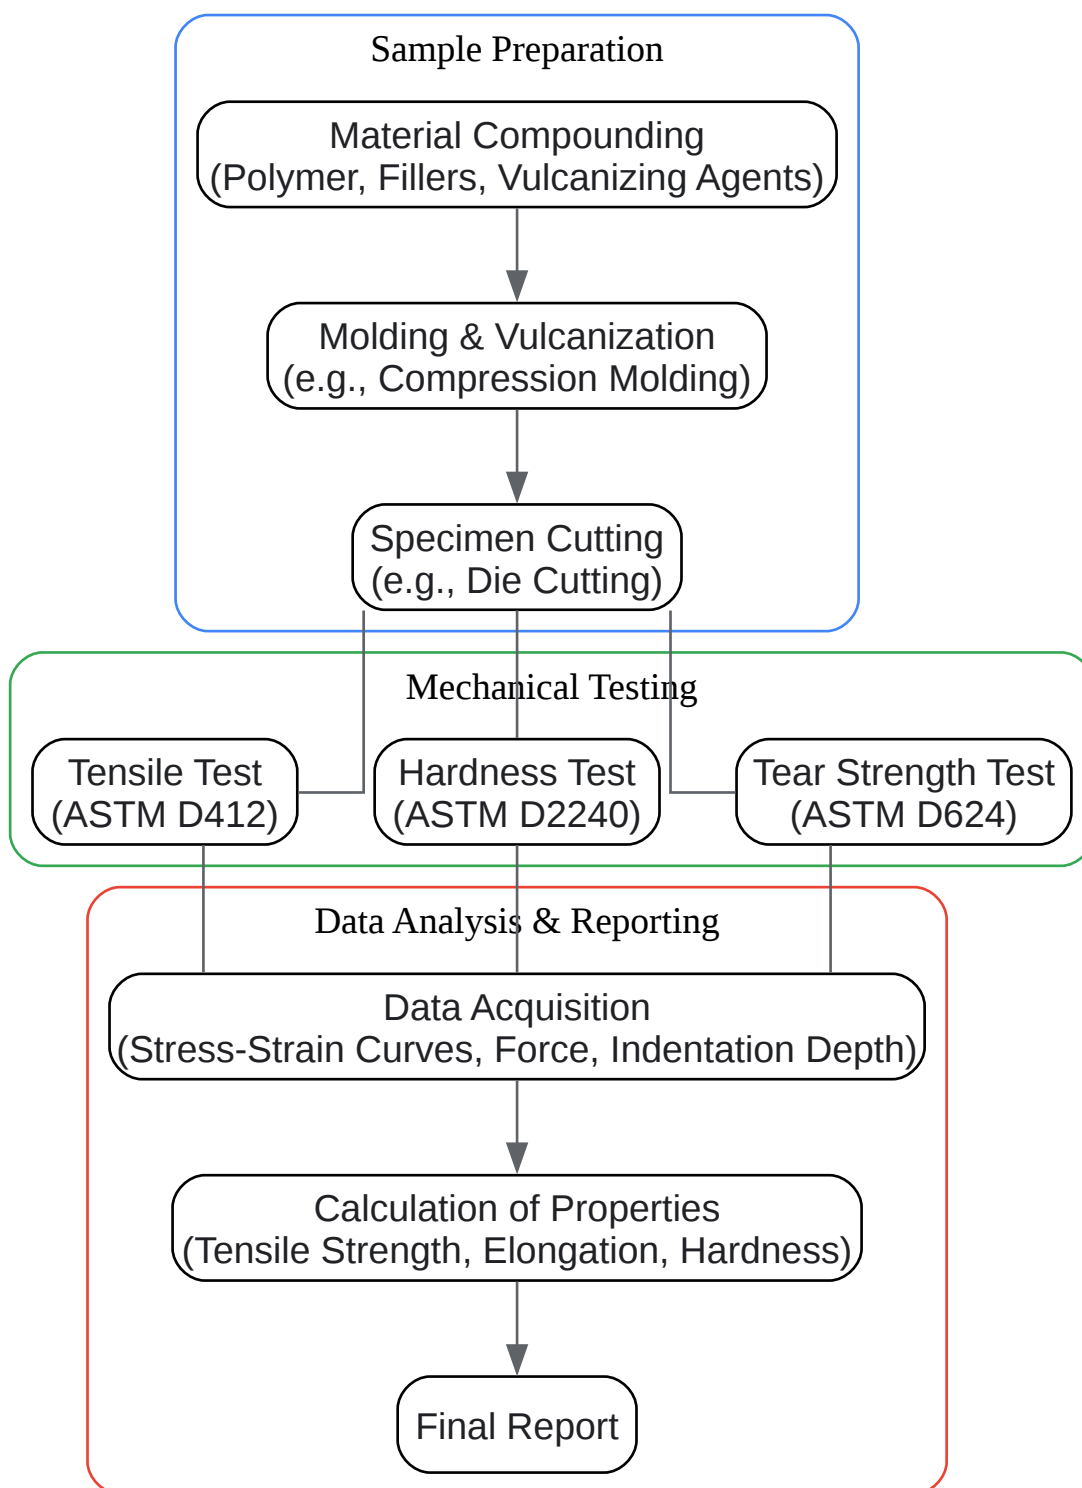 Sample Preparation
Material Compounding
(Polymer, Fillers, Vulcanizing Agents)
Molding & Vulcanization
(e.g., Compression Molding)
Specimen Cutting
(e.g., Die Cutting)
Mechanical Testing
Tensile Test
(ASTM D412)
Hardness Test
(ASTM D2240)
Tear Strength Test
(ASTM D624)
Data Analysis & Reporting
Data Acquisition
(Stress-Strain Curves, Force, Indentation Depth)
Calculation of Properties
(Tensile Strength, Elongation, Hardness)
Final Report